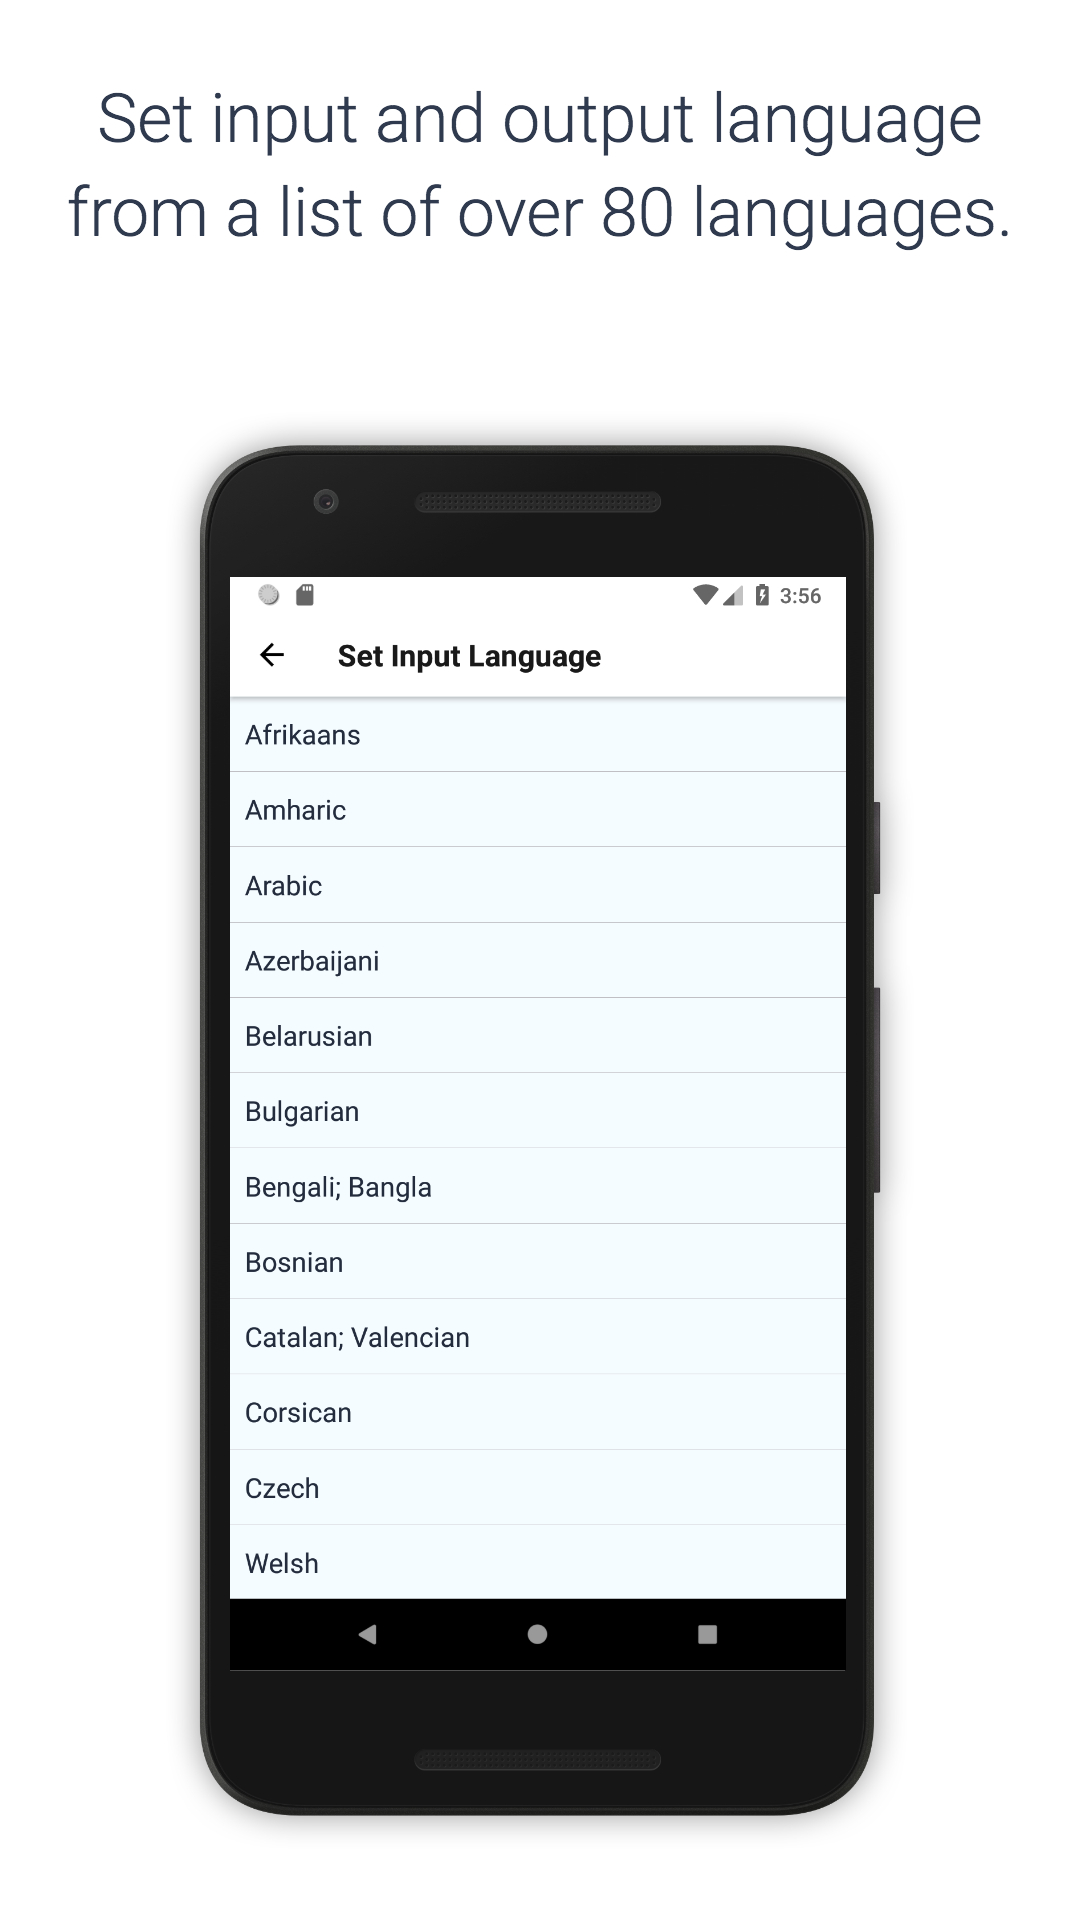 Set input and output language
from a list of over 80 languages.
3:56
Set Input Language
Afrikaans
Amharic
Arabic
Azerbaijani
Belarusian
Bulgarian
Bengali; Bangla
Bosnian
Catalan; Valencian
Corsican
Czech
Welsh